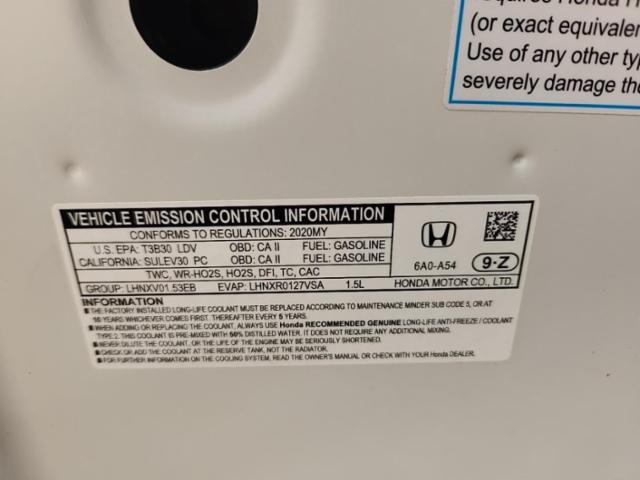 (or exact equivalen
Use of any other typ
severely damage the
VEHICLE EMISSION CONTROL INFORMATION
CONFORMS TO REGULATIONS: 2020MY
U.S. EPA: T3B30 LDV OBD: CA II FUEL: GASOLINE
CALIFORNIA: SULEV30 PC OBD: CA II FUEL: GASOLINE
TWC, WR-HO2S, HO2S, DFI, TC, CAC
GROUP: LHNXV01.53EB EVAP: LHNXR0127VSA 1.5L
6A0-A54
9-Z
HONDA MOTOR CO., LTD.
INFORMATION
■THE FACTORY INSTALLED LONG-LIFE COOLANT MUST BE REPLACED ACCORDING TO MAINTENANCE MINDER SUB CODE 5, OR AT
10 YEARS WHICHEVER COMES FIRST. THEREAFTER EVERY 5 YEARS.
■WHEN ADDING OR REPLACING THE COOLANT, ALWAYS USE Honda RECOMMENDED GENUINE LONG-LIFE ANTI-FREEZE / COOLANT
TYPE 2. THIS COOLANT IS PRE-MIXED WITH 50% DISTILLED WATER. IT DOES NOT REQUIRE ANY ADDITIONAL MIXING.
■NEVER DILUTE THE COOLANT, OR THE LIFE OF THE ENGINE MAY BE SERIOUSLY SHORTENED.
■CHECK OR ADD THE COOLANT AT THE RESERVE TANK, NOT THE RADIATOR.
■FOR FURTHER INFORMATION ON THE COOLING SYSTEM, READ THE OWNER'S MANUAL OR CHECK WITH YOUR Honda DEALER.